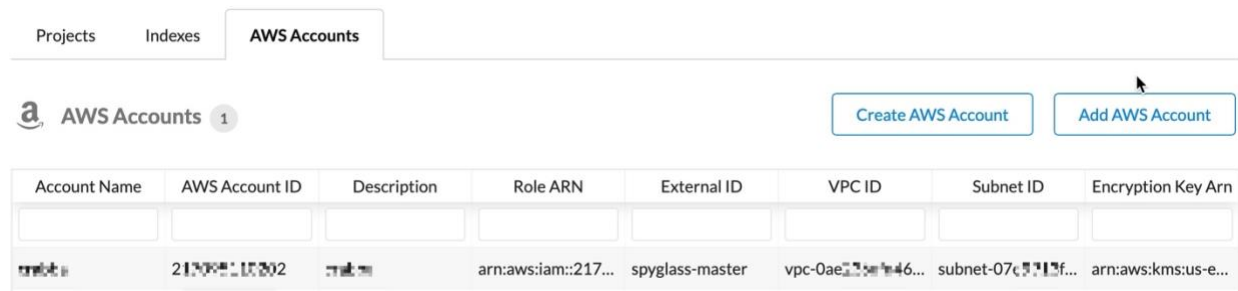 Projects Indexes AWS Accounts
AWS Accounts 1 Create AWS Account Add AWS Account
Account Name AWS Account ID Description Role ARN External ID VPC ID Subnet ID Encryption Key Arn
arn:aws:iam::217... spyglass-master arn:aws:kms:us-e...